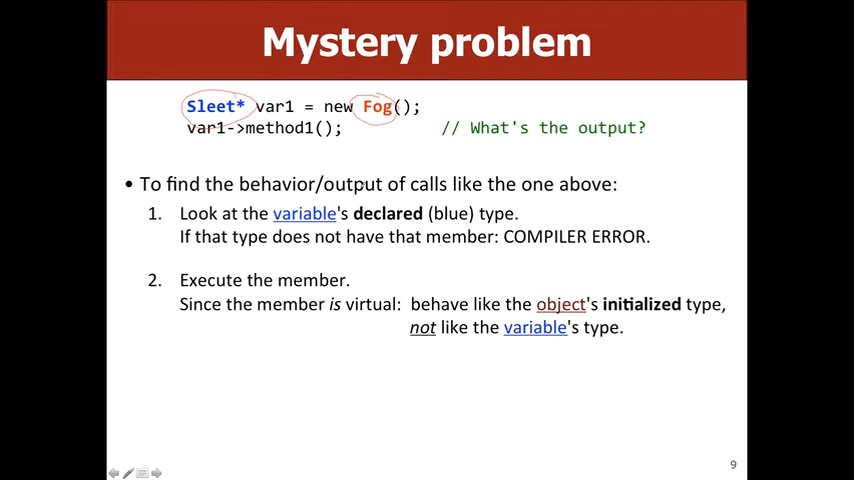 Mystery problem
Sleet* var1 = new Fog();
var1->method1(); // What's the output?
• To find the behavior/output of calls like the one above:
1. Look at the variable's declared (blue) type.
If that type does not have that member: COMPILER ERROR.
2. Execute the member.
Since the member is virtual: behave like the object's initialized type,
not like the variable's type.
9